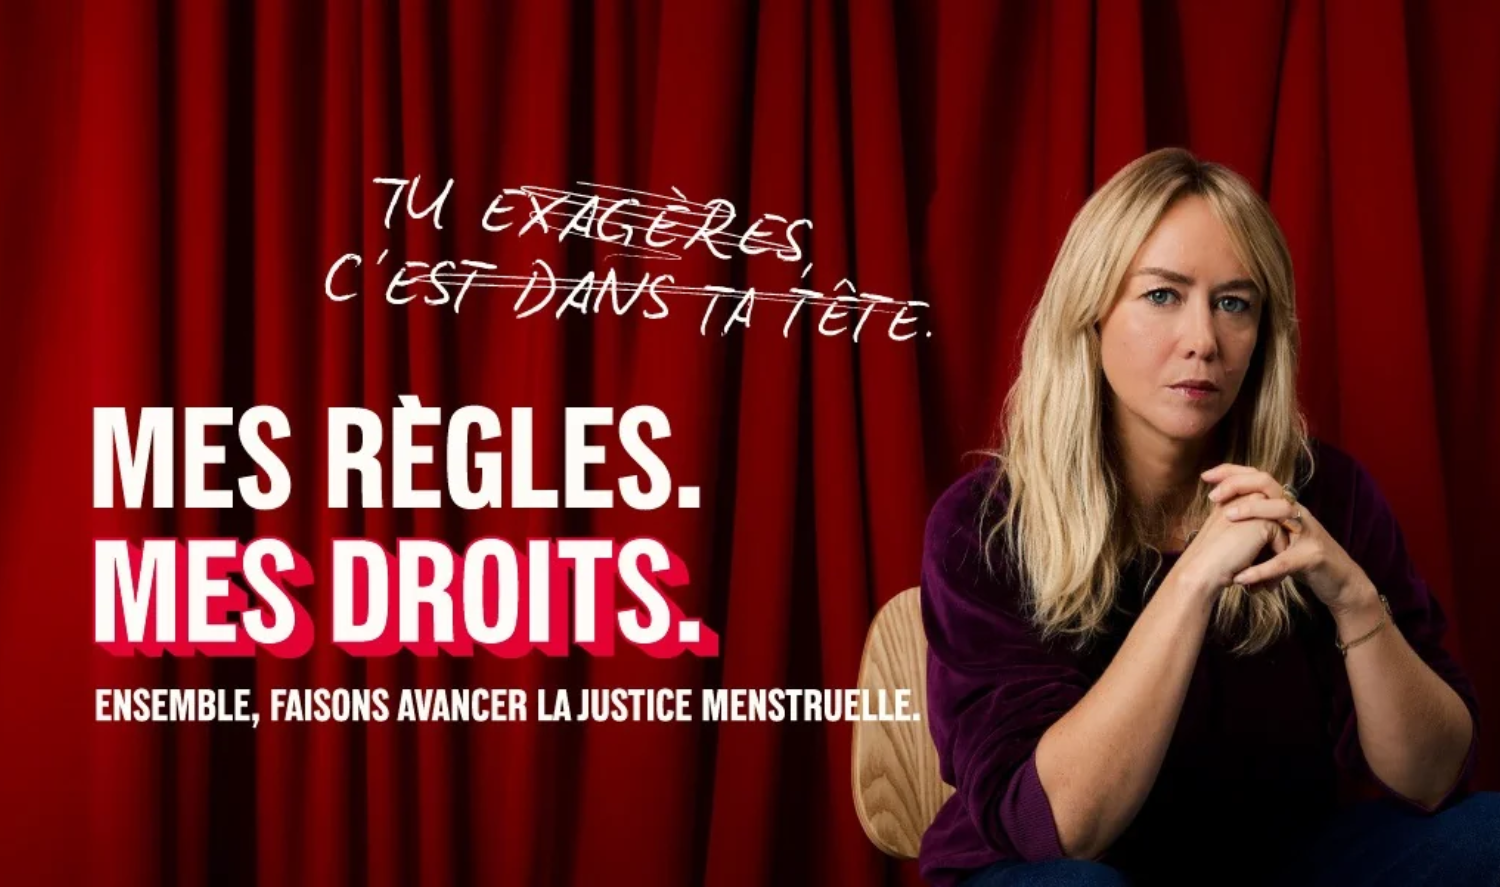 TU EXAGÈRES,
C'EST DANS TA TÊTE.
MES RÈGLES.
MES DROITS.
ENSEMBLE, FAISONS AVANCER LA JUSTICE MENSTRUELLE.